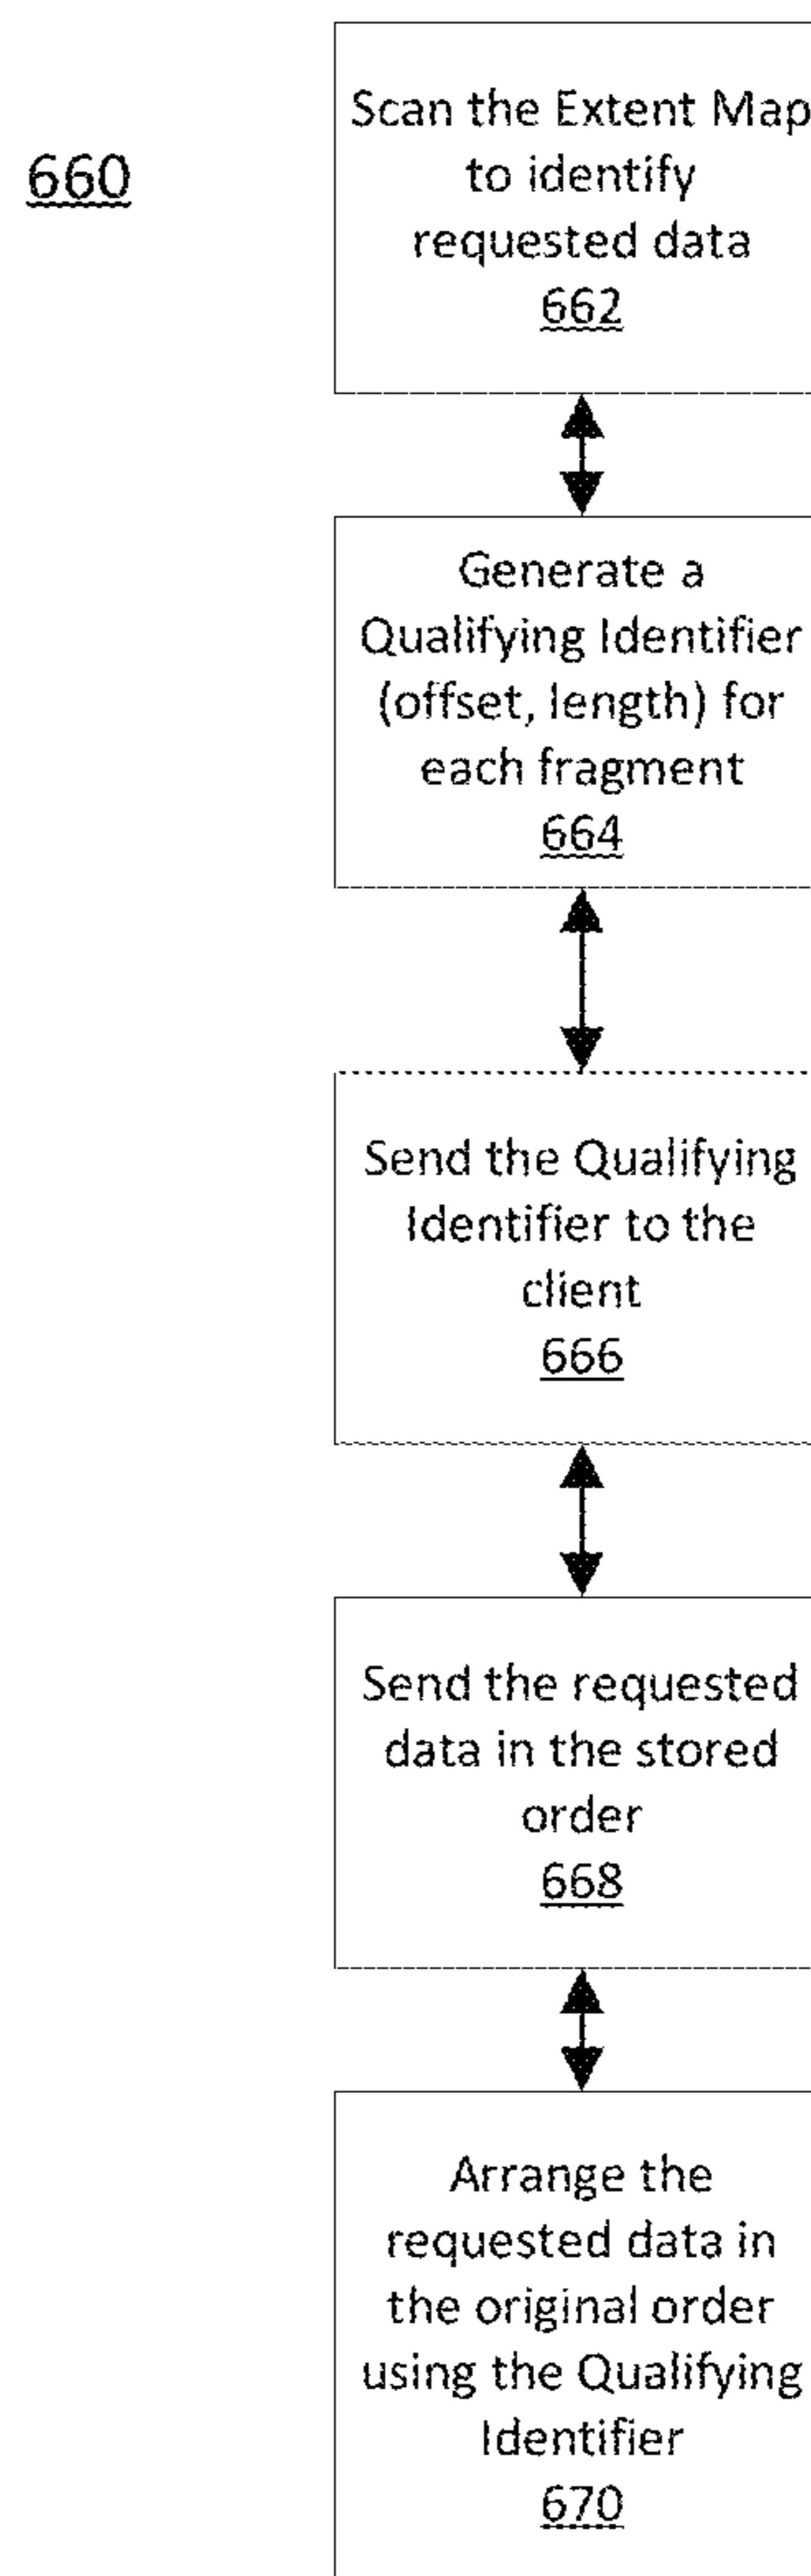 660
Scan the Extent Map
to identify
requested data
662
Generate a
Qualifying Identifier
(offset, length) for
each fragment
664
Send the Qualifying
Identifier to the
client
666
Send the requested
data in the stored
order
668
Arrange the
requested data in
the original order
using the Qualifying
Identifier
670